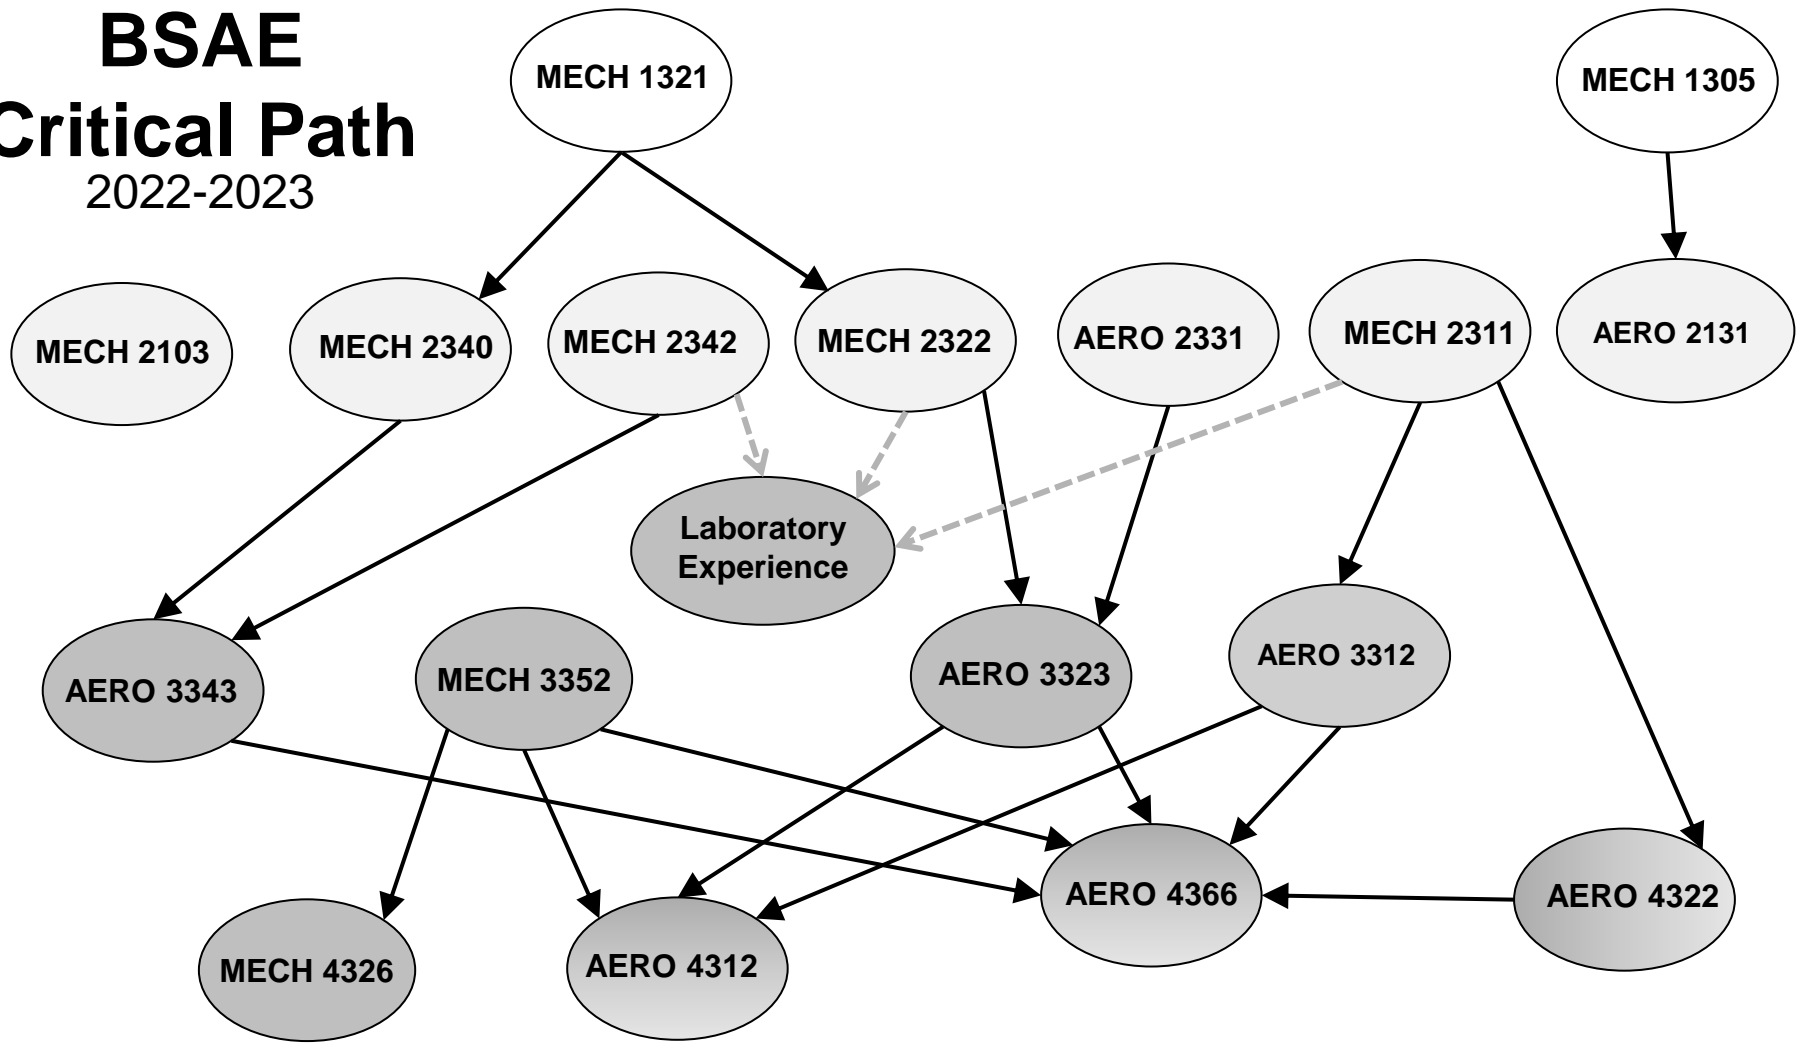 BSAE
Critical Path
2022-2023
MECH 1321
MECH 1305
MECH 2103
MECH 2340
MECH 2342
MECH 2322
AERO 2331
MECH 2311
AERO 2131
Laboratory
Experience
AERO 3343
MECH 3352
AERO 3323
AERO 3312
MECH 4326
AERO 4312
AERO 4366
AERO 4322